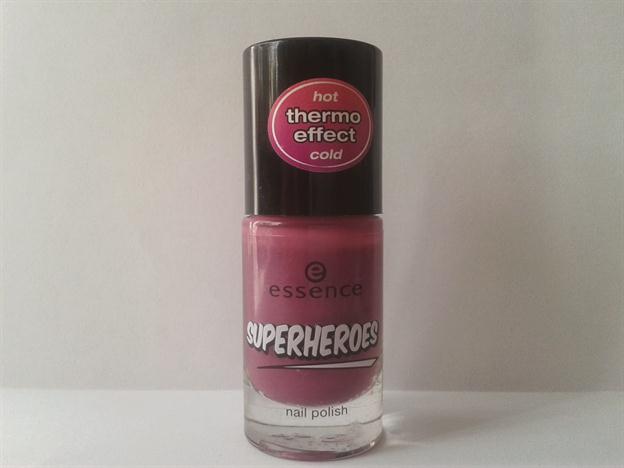 hot
thermo
effect
cold
e
essence
SUPERHEROES
nail polish